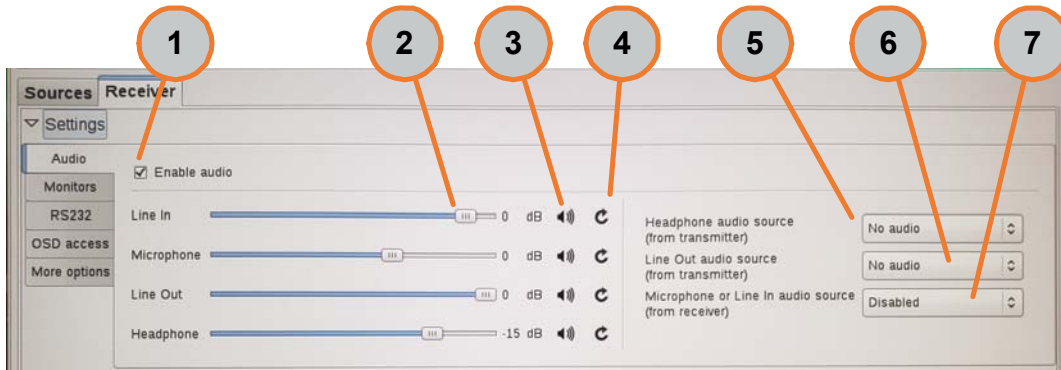 1 2 3 4 5 6 7
Sources Receiver
Settings
Audio
Enable audio
Monitors
RS232
OSD access
More options
Line In 0 dB
Microphone 0 dB
Line Out 0 dB
Headphone -15 dB
Headphone audio source
(from transmitter)
No audio
Line Out audio source
(from transmitter)
No audio
Microphone or Line In audio source
(from receiver)
Disabled